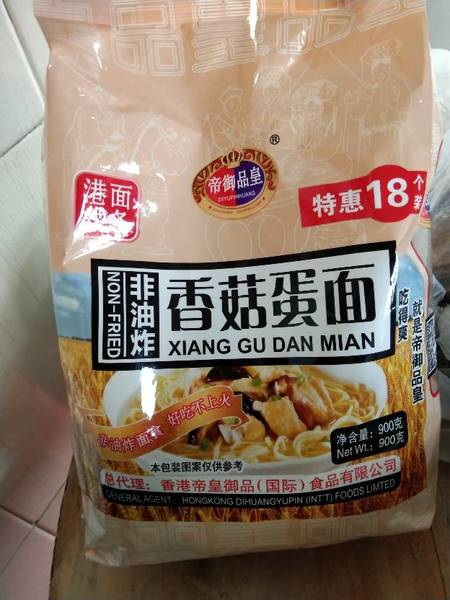 ®
帝御品皇
DIYUPINHUANG
港面
特惠18个装
非油炸
NON-FRIED
香菇蛋面
XIANG GU DAN MIAN
吃得爽
就是帝御品皇
非油炸面食 好吃不上火
净含量：900克
Net Wt.：900克
本包装图案仅供参考
总代理：香港帝皇御品（国际）食品有限公司
GENERAL AGENT：HONGKONG DIHUANGYUPIN (INT'T) FOODS LIMTED